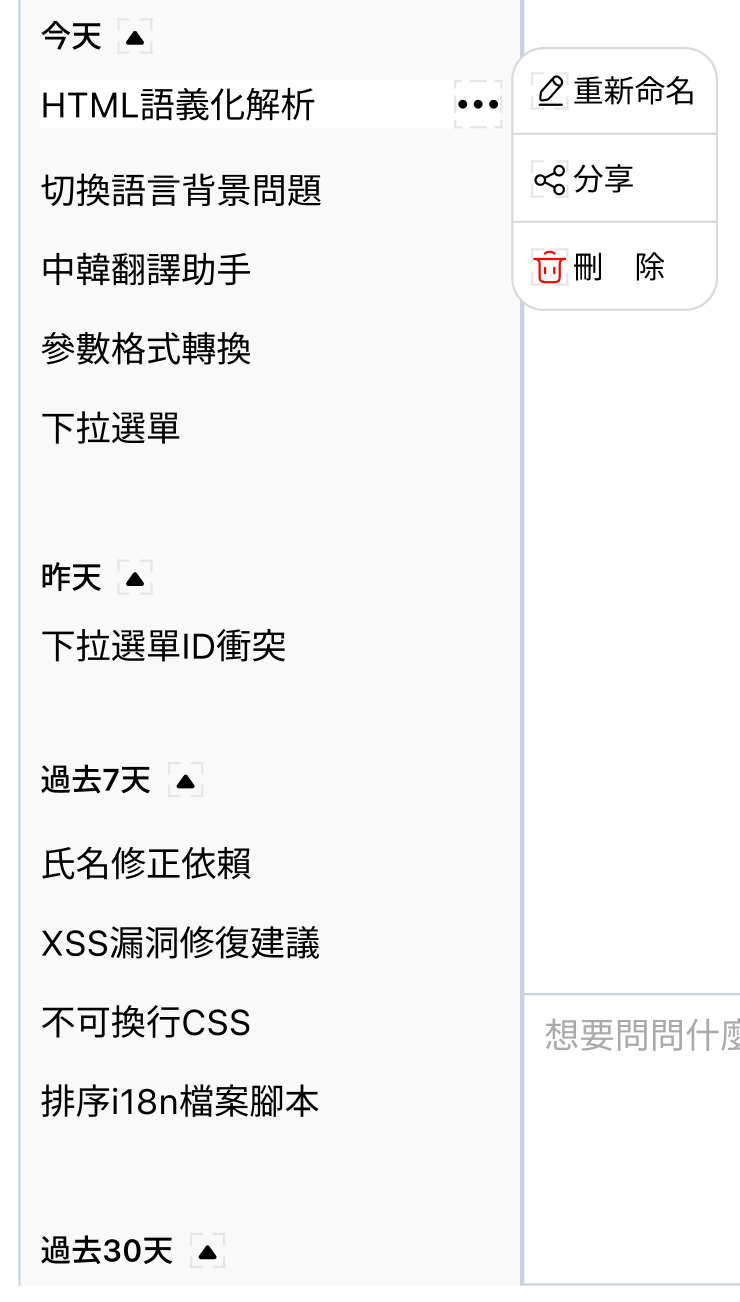 今天
HTML語義化解析
切換語言背景問題
中韓翻譯助手
參數格式轉換
下拉選單
昨天
下拉選單ID衝突
過去7天
氏名修正依賴
XSS漏洞修復建議
不可換行CSS
排序i18n檔案腳本
過去30天
重新命名
分享
刪　除
想要問問什麼